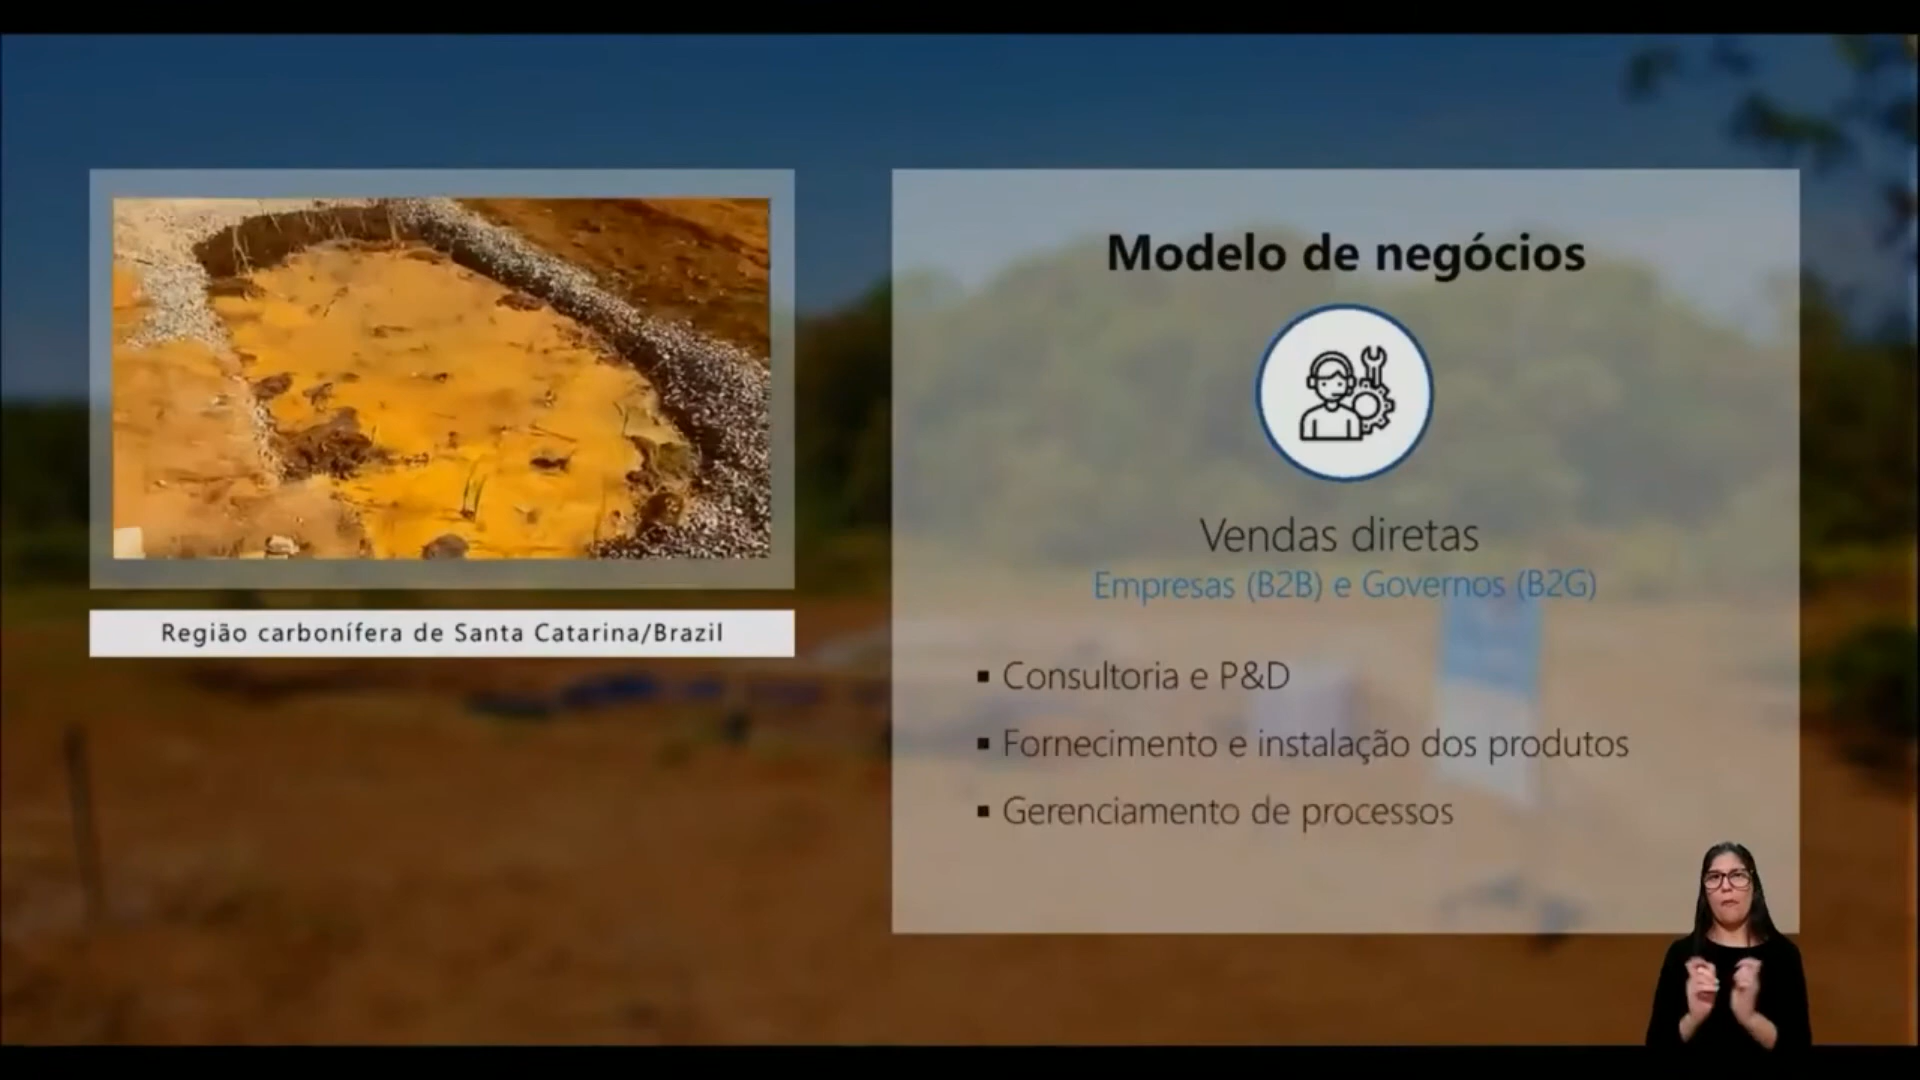 Modelo de negócios
Vendas diretas
Empresas (B2B) e Governos (B2G)
Região carbonífera de Santa Catarina/Brazil
▪ Consultoria e P&D
▪ Fornecimento e instalação dos produtos
▪ Gerenciamento de processos